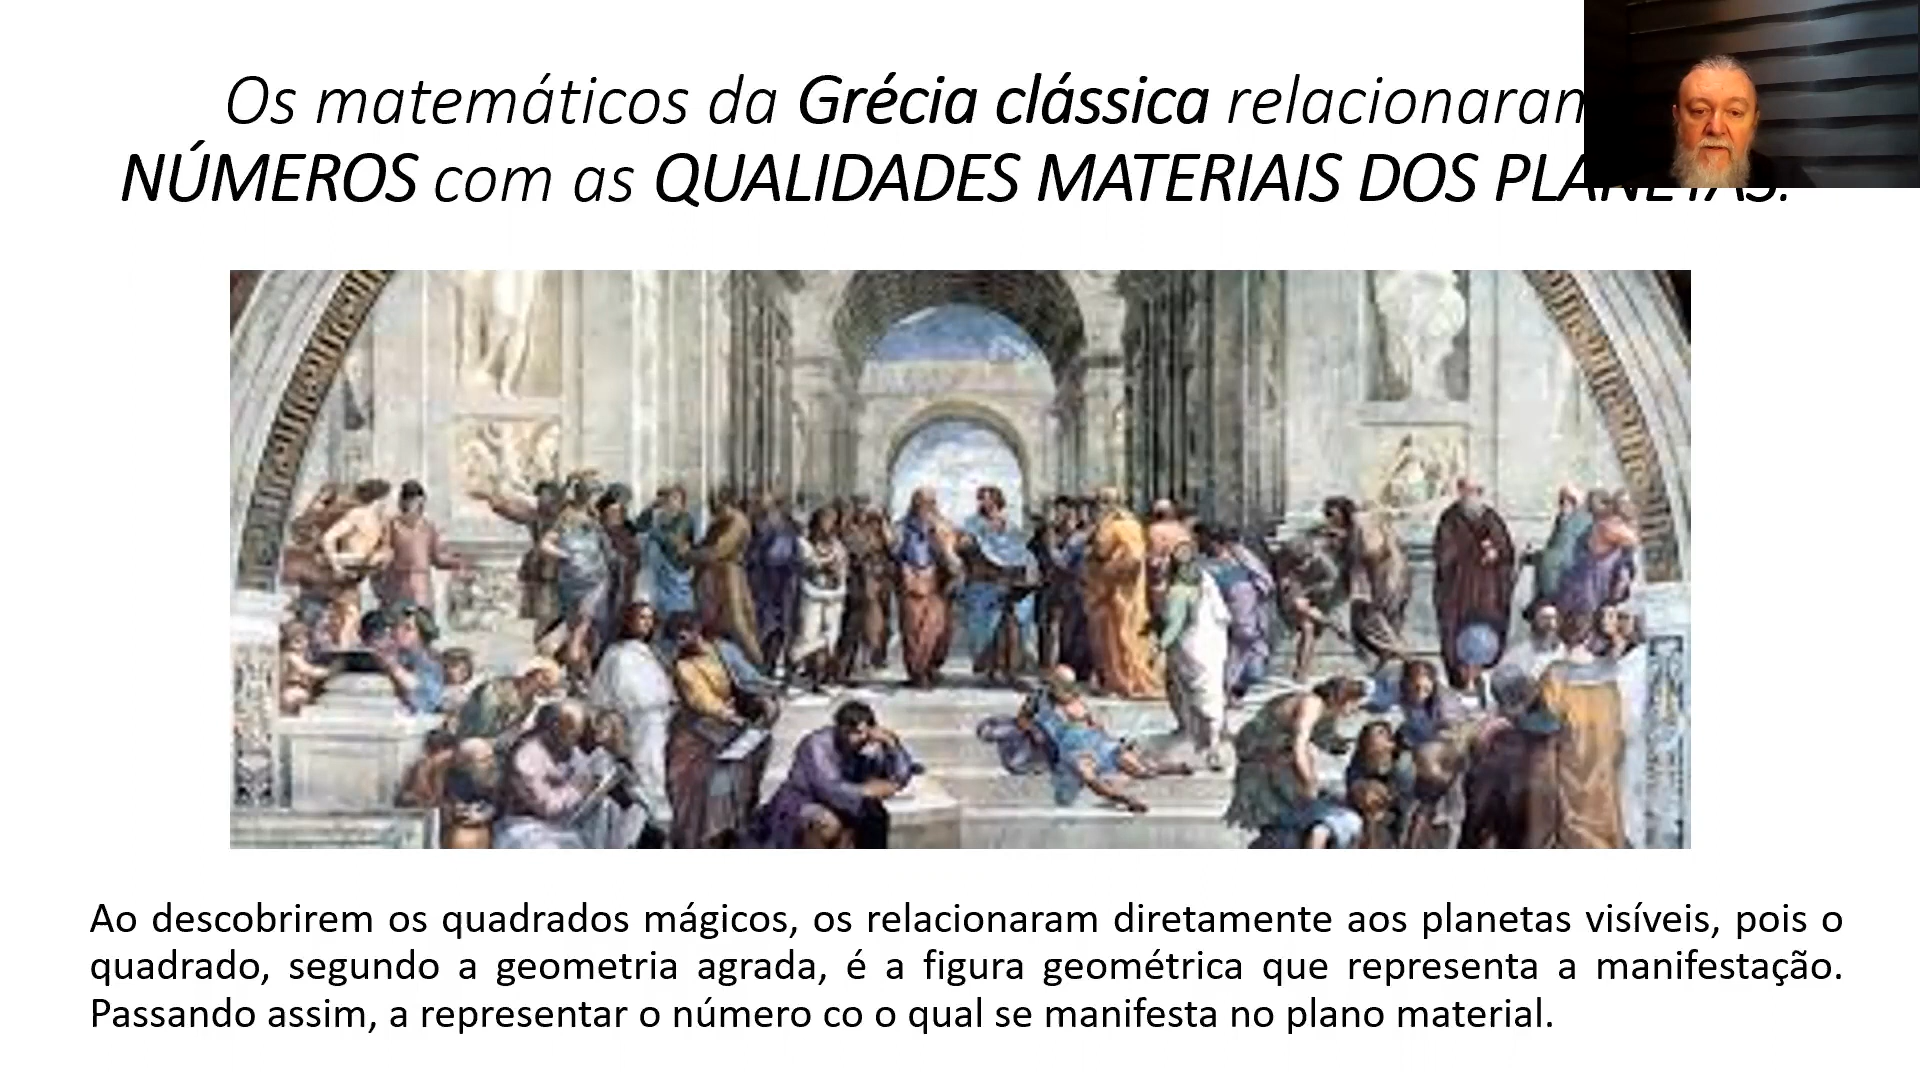 Os matemáticos da Grécia clássica relacionaram
NÚMEROS com as QUALIDADES MATERIAIS DOS PLANETAS.
Ao descobrirem os quadrados mágicos, os relacionaram diretamente aos planetas visíveis, pois o
quadrado, segundo a geometria agrada, é a figura geométrica que representa a manifestação.
Passando assim, a representar o número co o qual se manifesta no plano material.